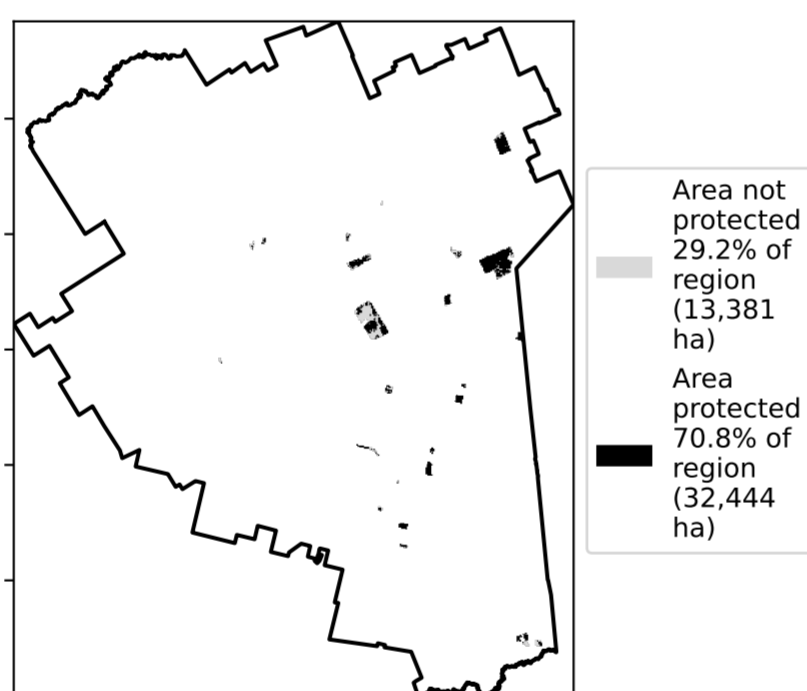 Area not
protected
29.2% of
region
(13,381
ha)
Area
protected
70.8% of
region
(32,444
ha)